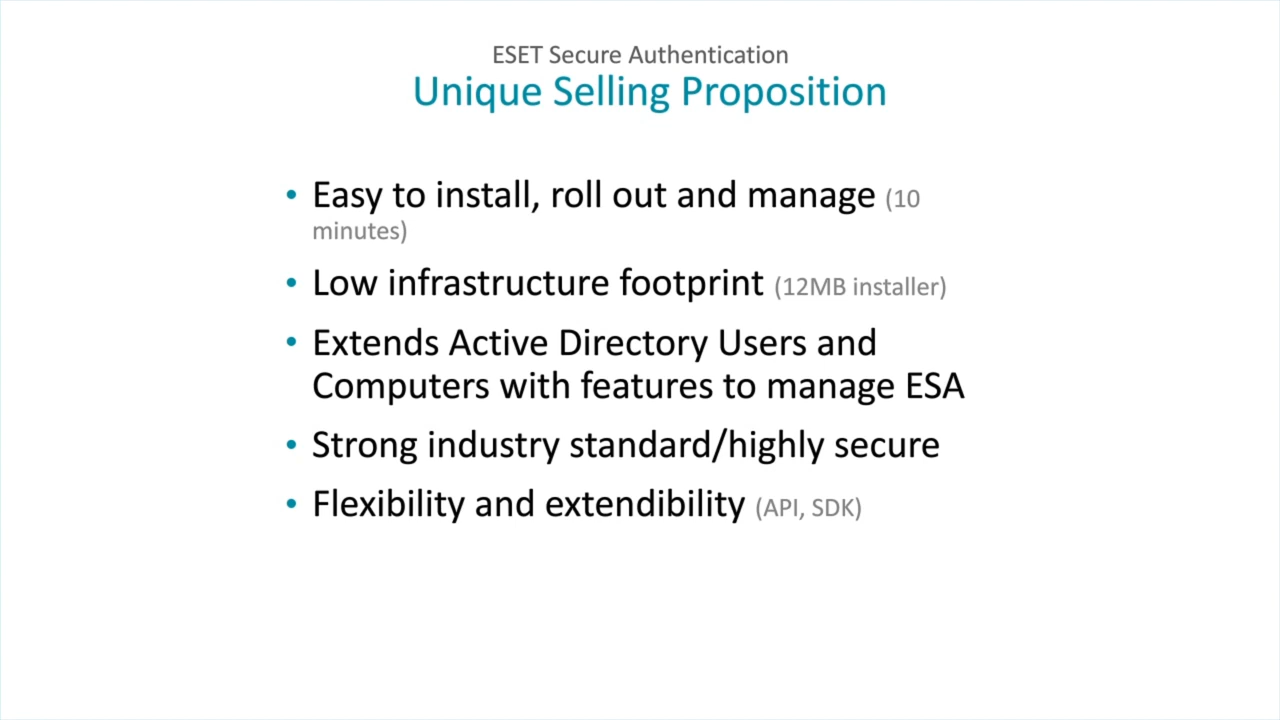 ESET Secure Authentication
Unique Selling Proposition
• Easy to install, roll out and manage (10
minutes)
• Low infrastructure footprint (12MB installer)
• Extends Active Directory Users and
Computers with features to manage ESA
• Strong industry standard/highly secure
• Flexibility and extendibility (API, SDK)